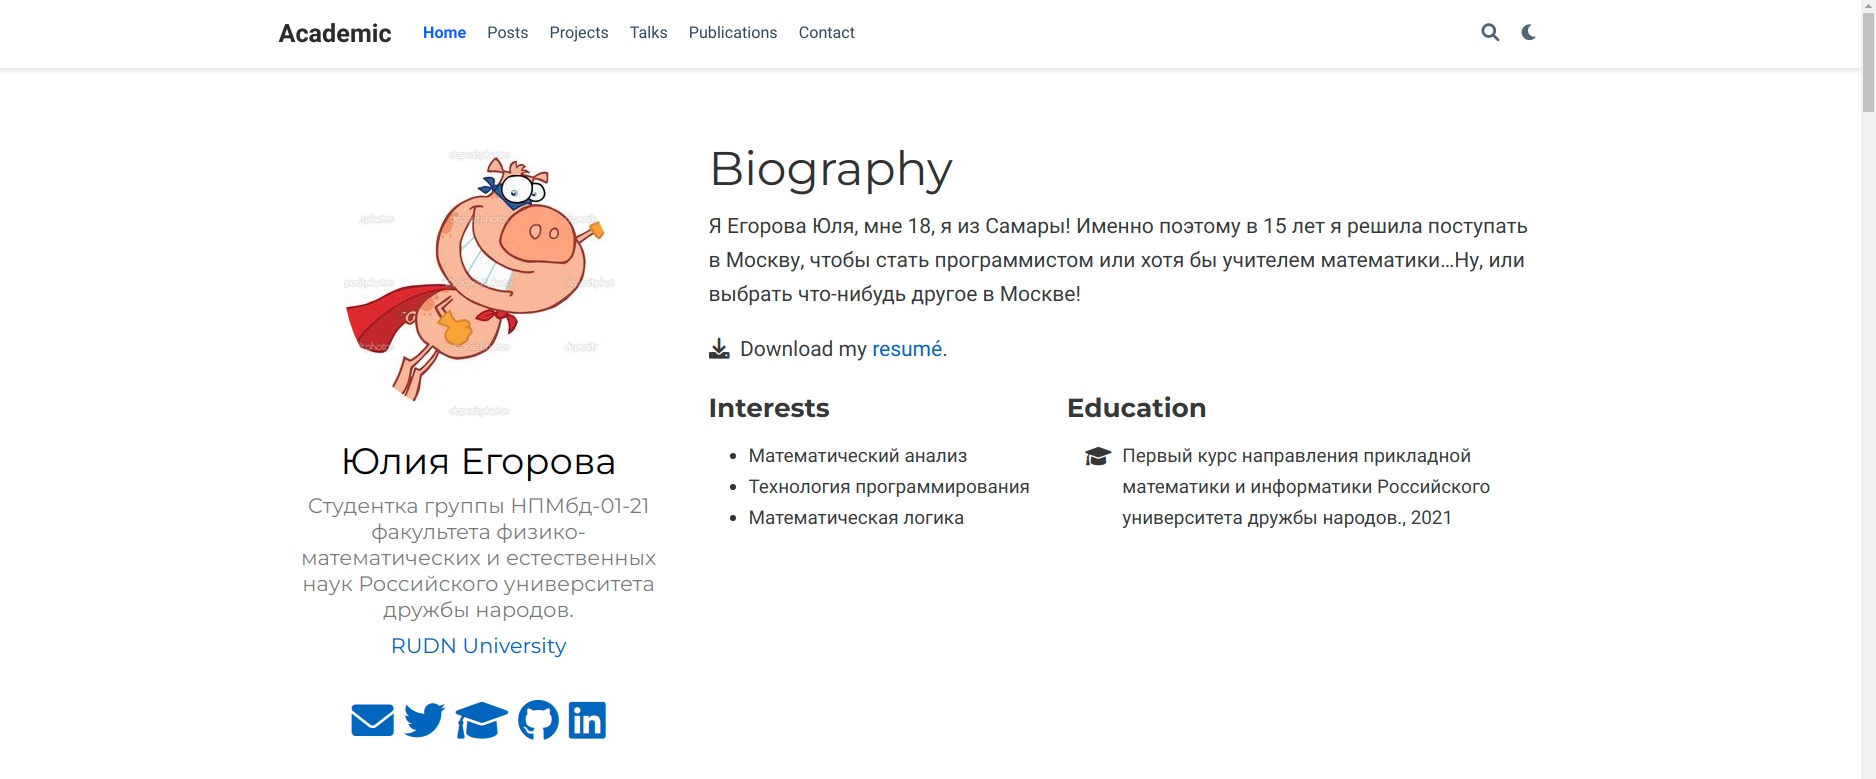 Academic
Home Posts Projects Talks Publications Contact
Biography
Я Егорова Юля, мне 18, я из Самары! Именно поэтому в 15 лет я решила поступать
в Москву, чтобы стать программистом или хотя бы учителем математики...Ну, или
выбрать что-нибудь другое в Москве!
Download my resumé.
Interests
Математический анализ
Технология программирования
Математическая логика
Education
Первый курс направления прикладной
математики и информатики Российского
университета дружбы народов., 2021
Юлия Егорова
Студентка группы НПМбд-01-21
факультета физико-
математических и естественных
наук Российского университета
дружбы народов.
RUDN University
in